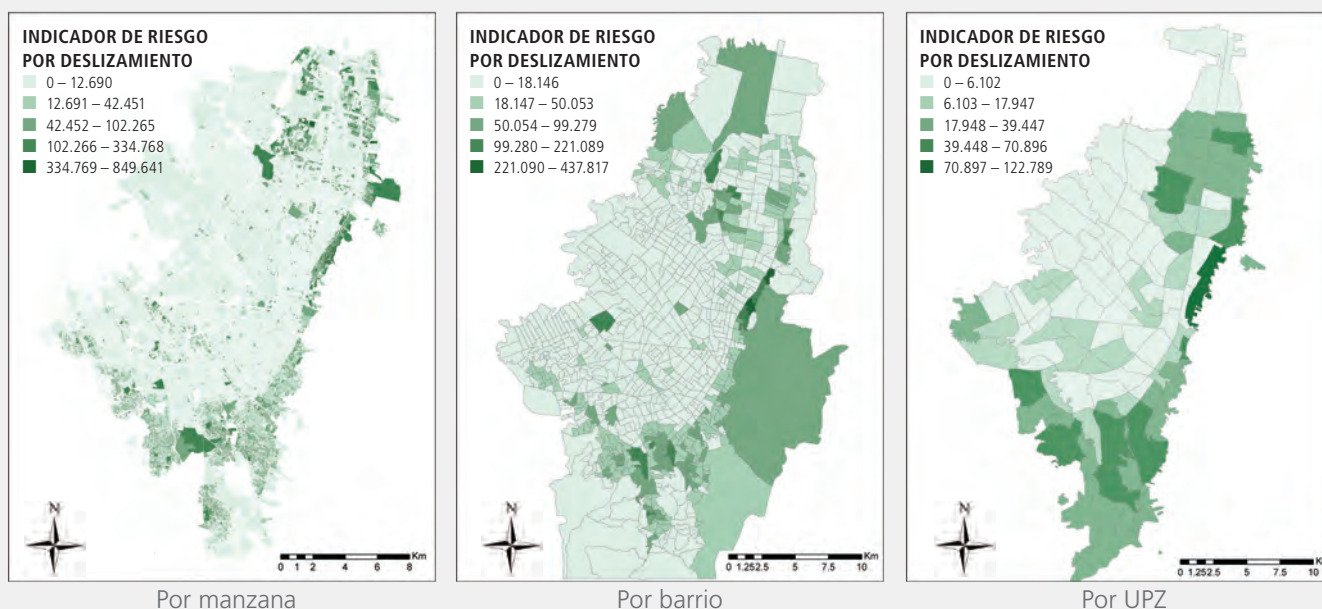 INDICADOR DE RIESGO
POR DESLIZAMIENTO
0 – 12.690
12.691 – 42.451
42.452 – 102.265
102.266 – 334.768
334.769 – 849.641
N
Km
0 1 2 4 6 8
Por manzana
INDICADOR DE RIESGO
POR DESLIZAMIENTO
0 – 18.146
18.147 – 50.053
50.054 – 99.279
99.280 – 221.089
221.090 – 437.817
N
Km
0 1.252.5 5 7.5 10
Por barrio
INDICADOR DE RIESGO
POR DESLIZAMIENTO
0 – 6.102
6.103 – 17.947
17.948 – 39.447
39.448 – 70.896
70.897 – 122.789
N
0 1.252.5 5 7.5 10
Por UPZ